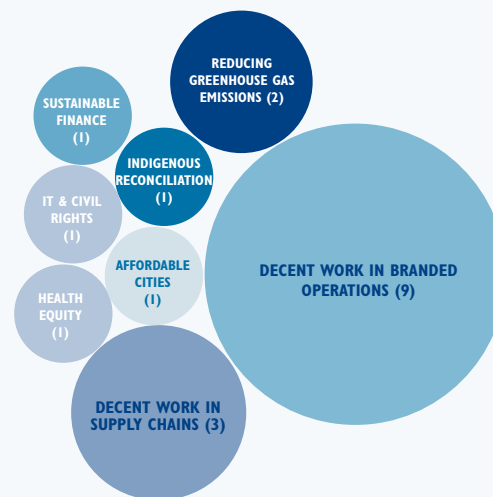 REDUCING
GREENHOUSE GAS
EMISSIONS (2)
SUSTAINABLE
FINANCE
(1)
INDIGENOUS
RECONCILIATION
(1)
IT & CIVIL
RIGHTS
(1)
AFFORDABLE
CITIES
(1)
DECENT WORK IN BRANDED
OPERATIONS (9)
HEALTH
EQUITY
(1)
DECENT WORK IN
SUPPLY CHAINS (3)